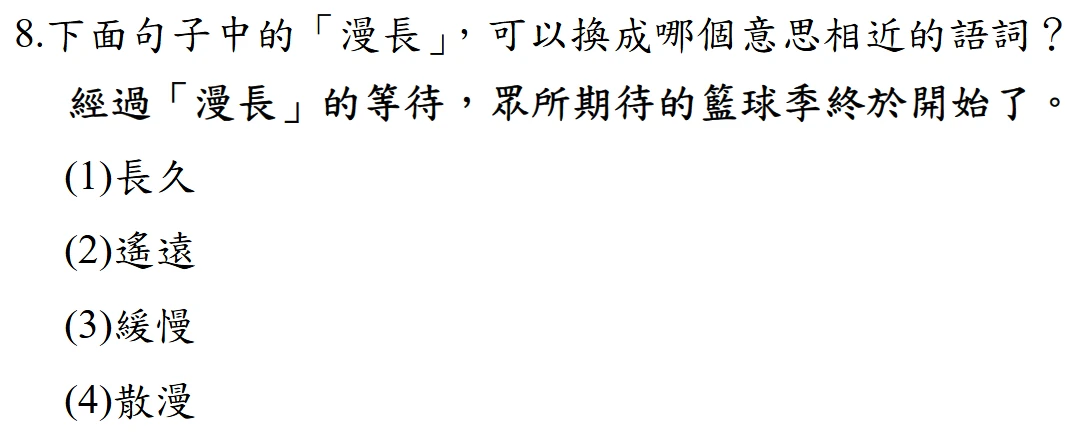 8.下面句子中的「漫長」，可以換成哪個意思相近的語詞？
經過「漫長」的等待，眾所期待的籃球季終於開始了。
(1)長久
(2)遙遠
(3)緩慢
(4)散漫